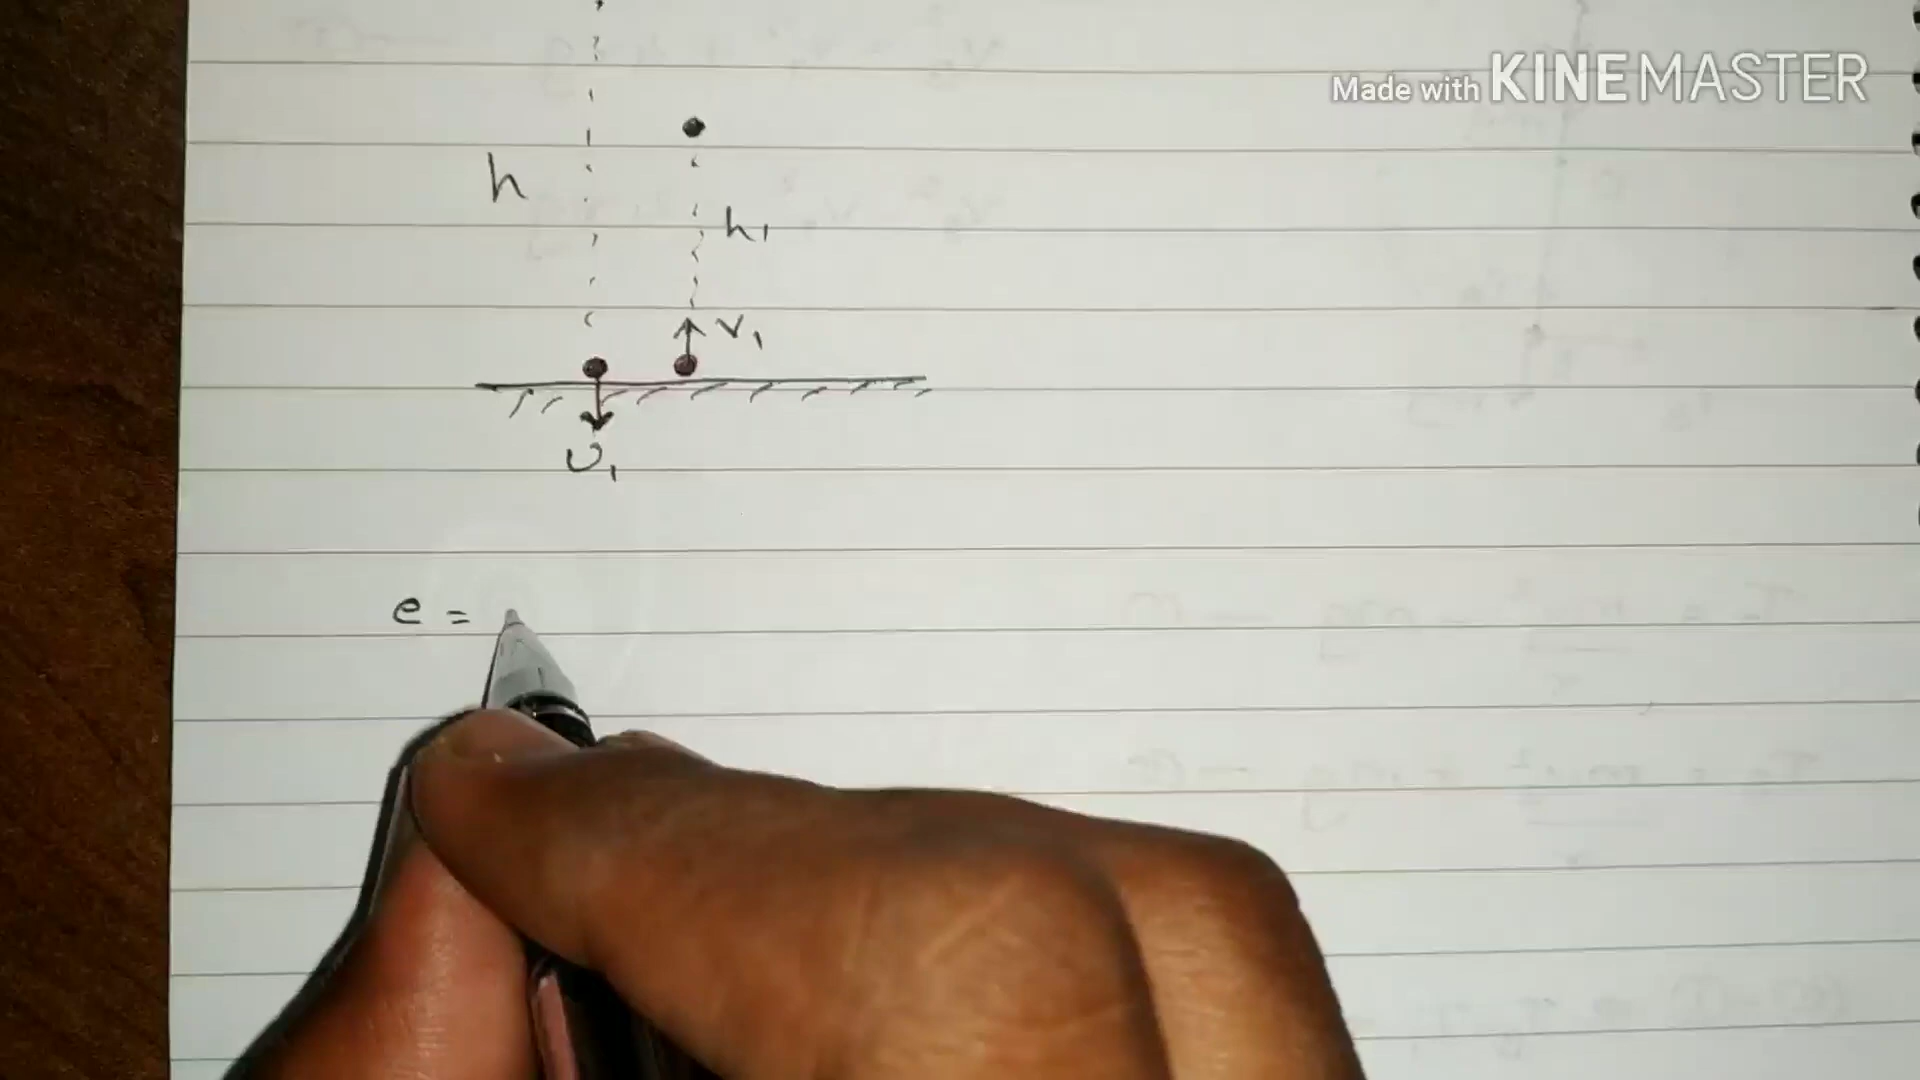 Made with KINEMASTER
h
h₁
v₁
U₁
e =